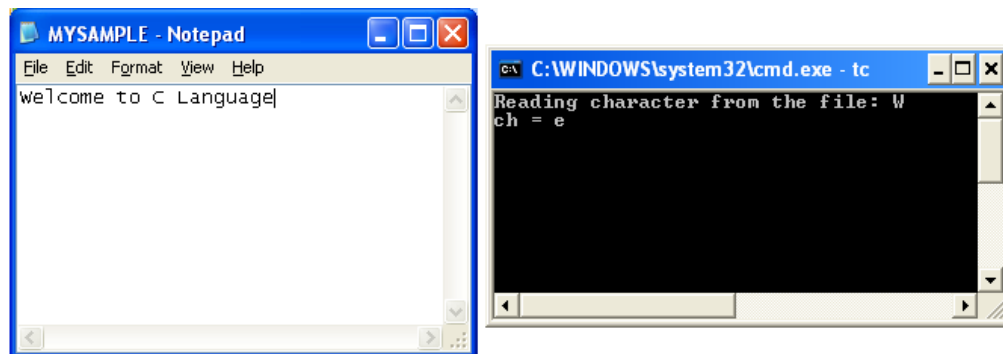 MYSAMPLE - Notepad
File Edit Format View Help
Welcome to C Language
C:\WINDOWS\system32\cmd.exe - tc
Reading character from the file: W
ch = e